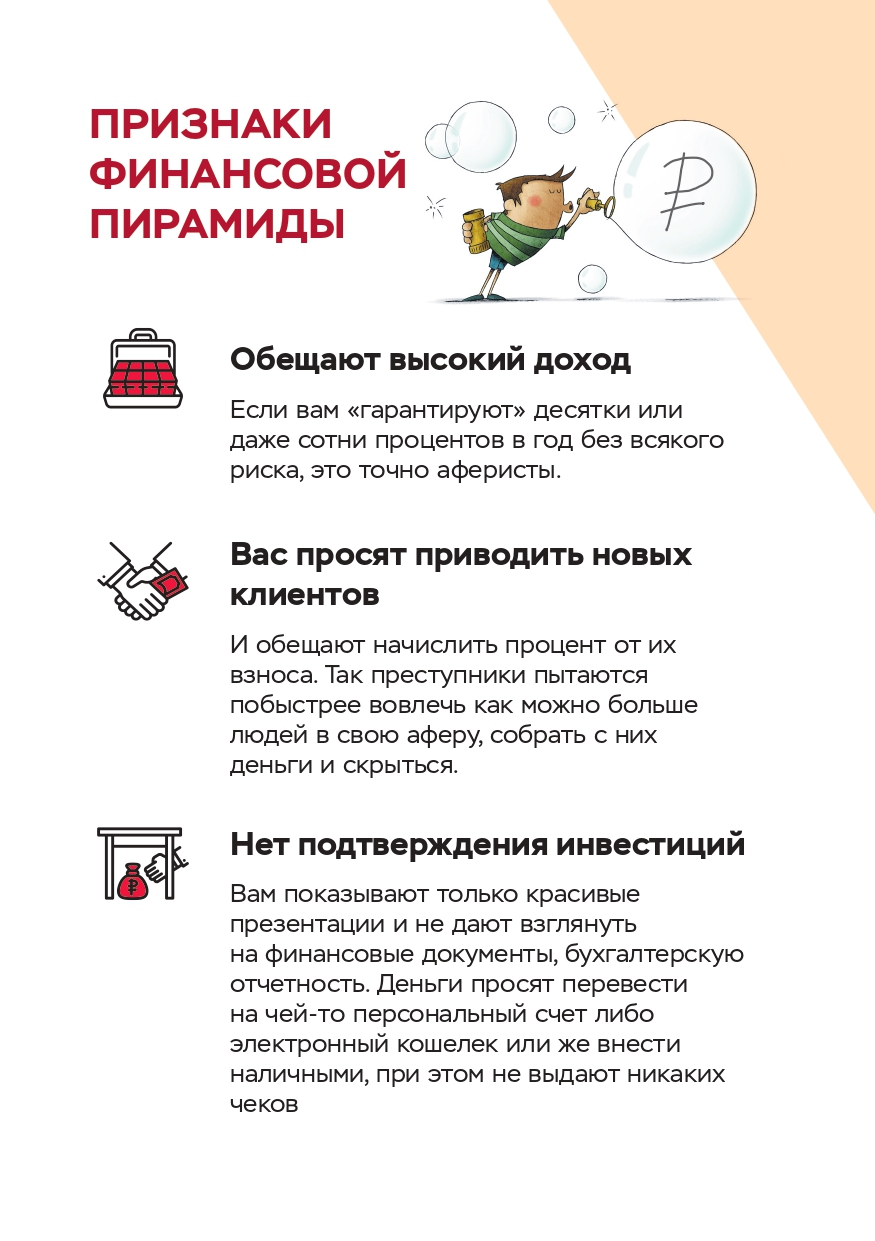 ПРИЗНАКИ
ФИНАНСОВОЙ
ПИРАМИДЫ
₽
Обещают высокий доход
Если вам «гарантируют» десятки или
даже сотни процентов в год без всякого
риска, это точно аферисты.
Вас просят приводить новых
клиентов
И обещают начислить процент от их
взноса. Так преступники пытаются
побыстрее вовлечь как можно больше
людей в свою аферу, собрать с них
деньги и скрыться.
Нет подтверждения инвестиций
Вам показывают только красивые
презентации и не дают взглянуть
на финансовые документы, бухгалтерскую
отчетность. Деньги просят перевести
на чей-то персональный счет либо
электронный кошелек или же внести
наличными, при этом не выдают никаких
чеков
₽